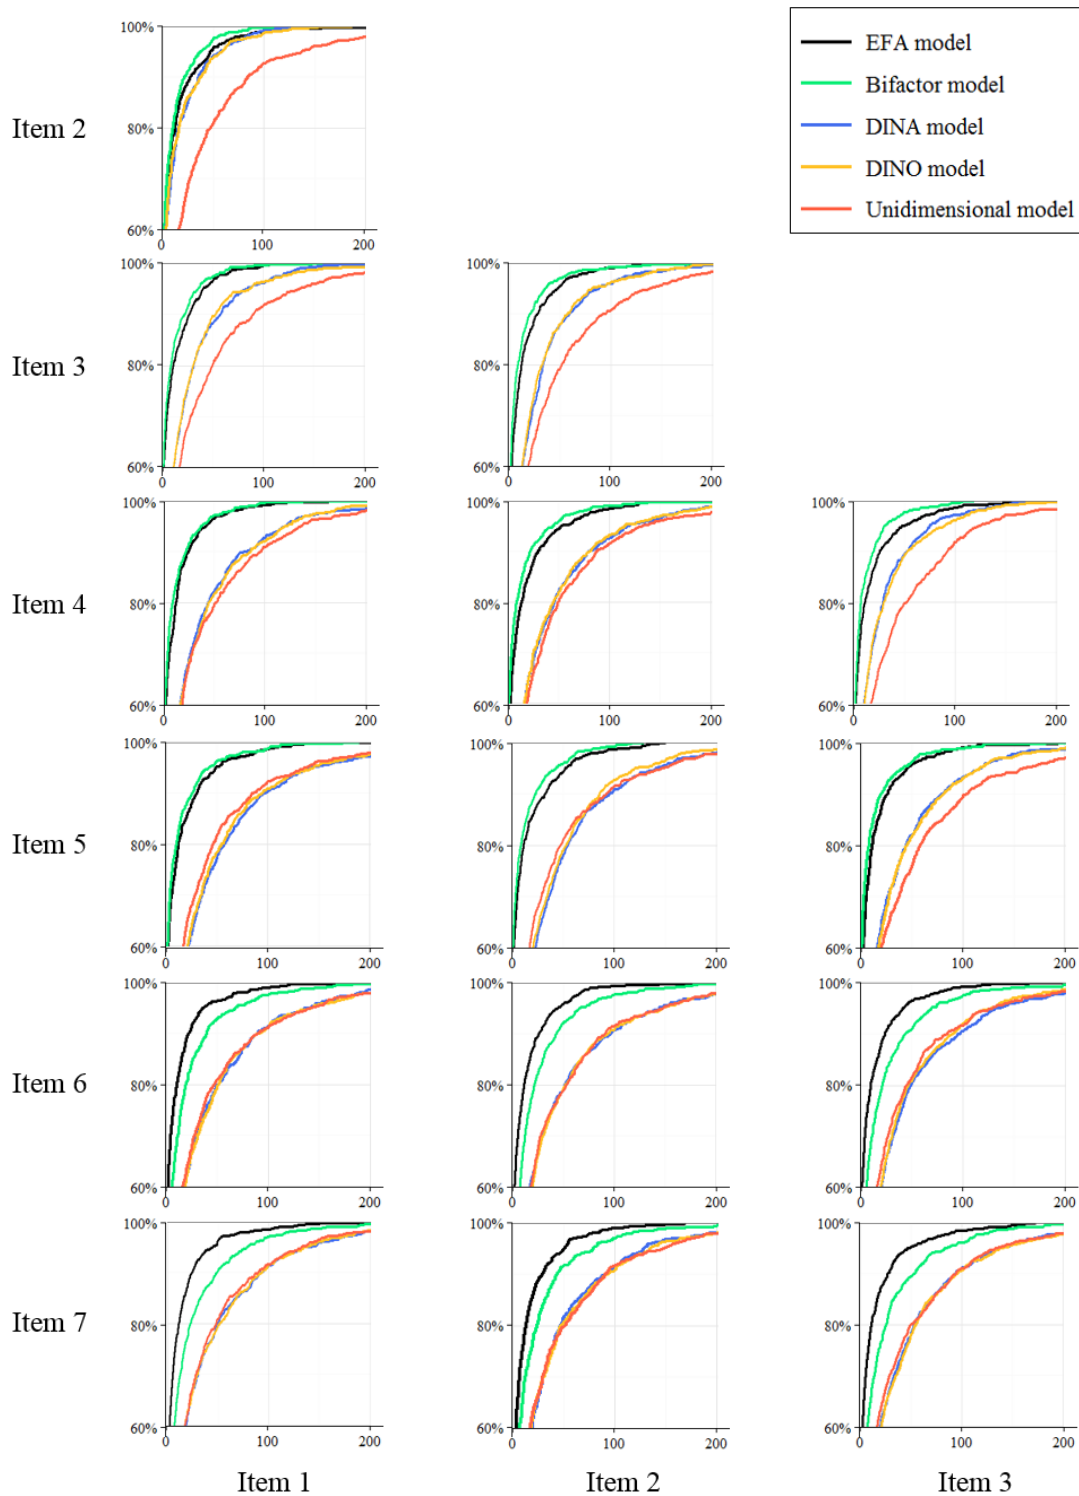 EFA model
Bifactor model
DINA model
DINO model
Unidimensional model
100%
80%
60%
0 100 200
Item 2
100% 100%
80% 80%
60% 60%
0 100 200 0 100 200
Item 3
100% 100% 100%
80% 80% 80%
60% 60% 60%
0 100 200 0 100 200 0 100 200
Item 4
100% 100% 100%
80% 80% 80%
60% 60% 60%
0 100 200 0 100 200 0 100 200
Item 5
100% 100% 100%
80% 80% 80%
60% 60% 60%
0 100 200 0 100 200 0 100 200
Item 6
100% 100% 100%
80% 80% 80%
60% 60% 60%
0 100 200 0 100 200 0 100 200
Item 7
Item 1 Item 2 Item 3